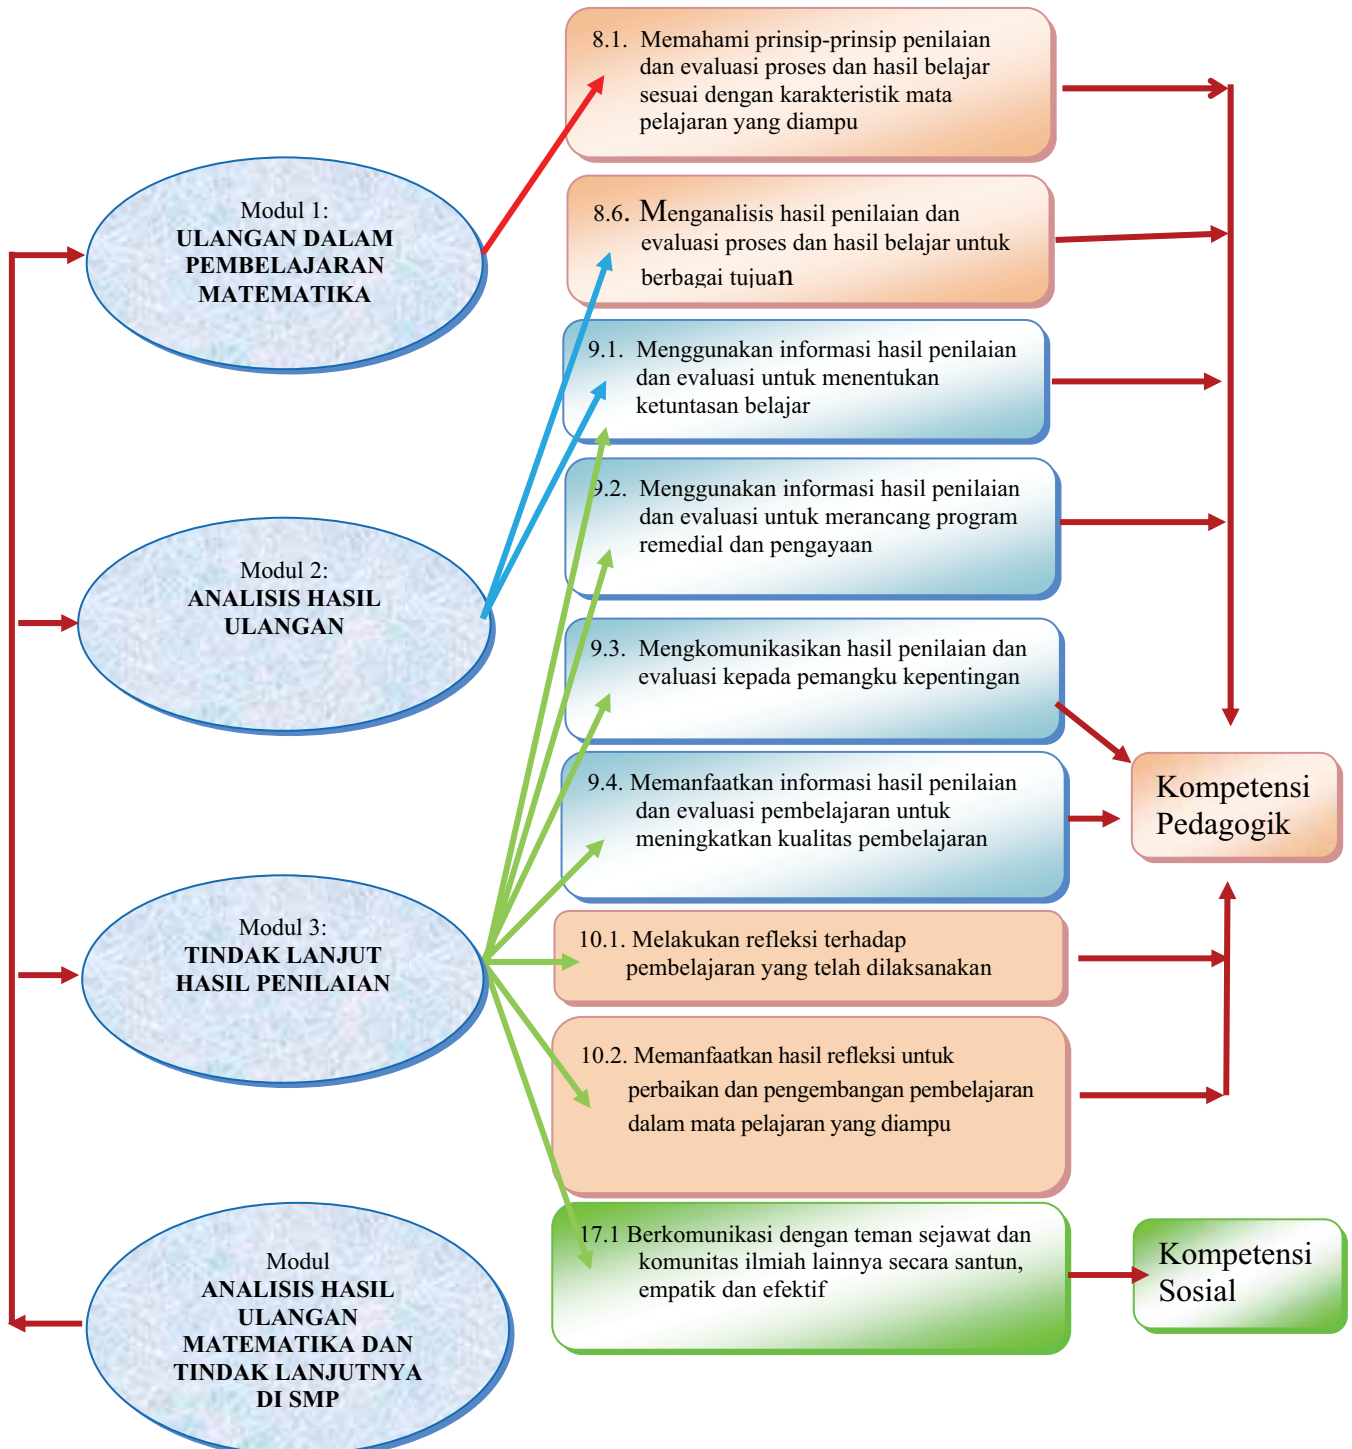 8.1. Memahami prinsip-prinsip penilaian
dan evaluasi proses dan hasil belajar
sesuai dengan karakteristik mata
pelajaran yang diampu
Modul 1:
ULANGAN DALAM
PEMBELAJARAN
MATEMATIKA
8.6. Menganalisis hasil penilaian dan
evaluasi proses dan hasil belajar untuk
berbagai tujuan
9.1. Menggunakan informasi hasil penilaian
dan evaluasi untuk menentukan
ketuntasan belajar
9.2. Menggunakan informasi hasil penilaian
dan evaluasi untuk merancang program
remedial dan pengayaan
Modul 2:
ANALISIS HASIL
ULANGAN
9.3. Mengkomunikasikan hasil penilaian dan
evaluasi kepada pemangku kepentingan
9.4. Memanfaatkan informasi hasil penilaian
dan evaluasi pembelajaran untuk
meningkatkan kualitas pembelajaran
Kompetensi
Pedagogik
Modul 3:
TINDAK LANJUT
HASIL PENILAIAN
10.1. Melakukan refleksi terhadap
pembelajaran yang telah dilaksanakan
10.2. Memanfaatkan hasil refleksi untuk
perbaikan dan pengembangan pembelajaran
dalam mata pelajaran yang diampu
17.1 Berkomunikasi dengan teman sejawat dan
komunitas ilmiah lainnya secara santun,
empatik dan efektif
Kompetensi
Sosial
Modul
ANALISIS HASIL
ULANGAN
MATEMATIKA DAN
TINDAK LANJUTNYA
DI SMP